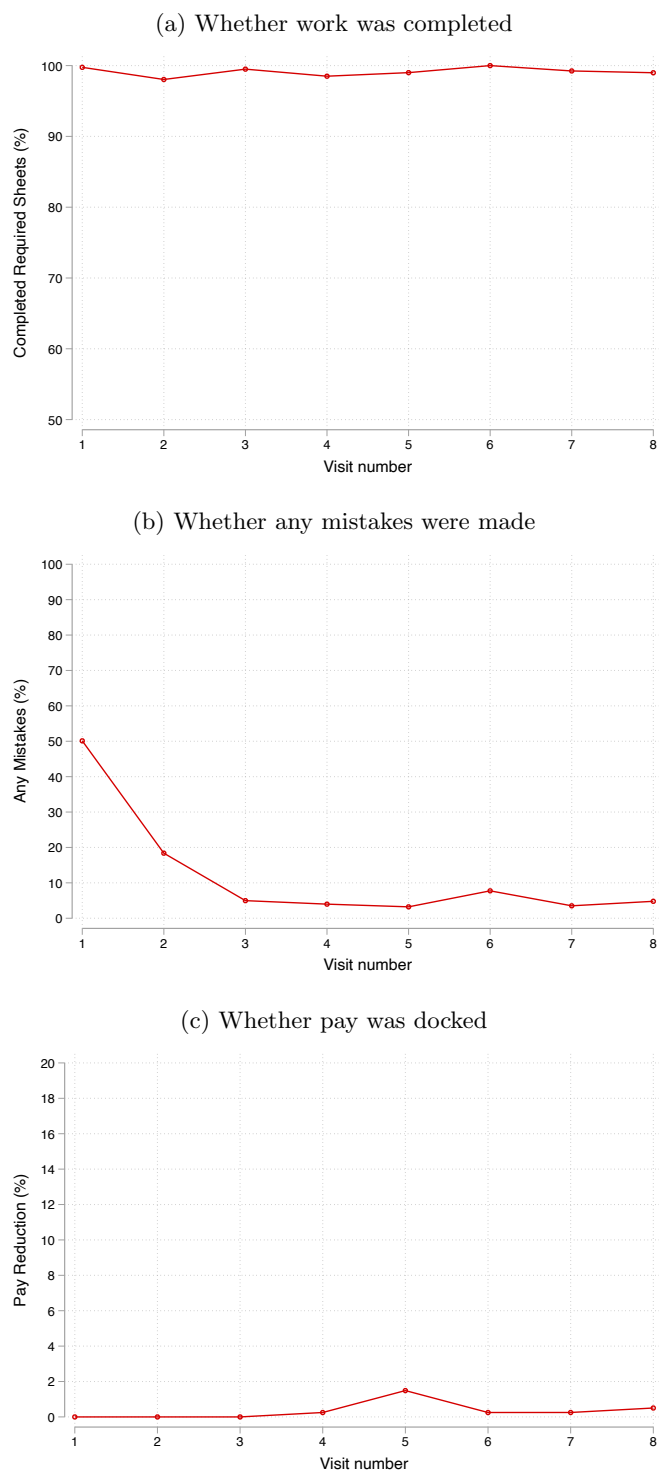 (a) Whether work was completed
100
90
80
70
60
50
Completed Required Sheets (%)
1 2 3 4 5 6 7 8
Visit number
(b) Whether any mistakes were made
100
90
80
70
60
50
40
30
20
10
0
Any Mistakes (%)
1 2 3 4 5 6 7 8
Visit number
(c) Whether pay was docked
20
18
16
14
12
10
8
6
4
2
0
Pay Reduction (%)
1 2 3 4 5 6 7 8
Visit number